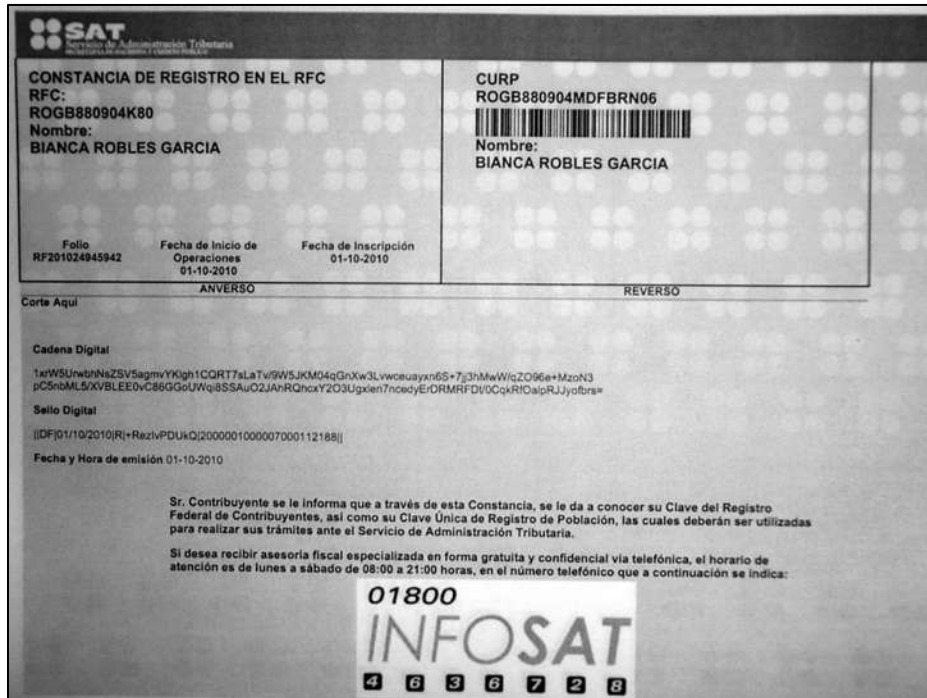 SAT
Servicio de Administración Tributaria
CONSTANCIA DE REGISTRO EN EL RFC
RFC:
ROGB880904K80
Nombre:
BIANCA ROBLES GARCIA
Folio
RF201024945942
Fecha de Inicio de
Operaciones
01-10-2010
Fecha de Inscripción
01-10-2010
CURP
ROGB880904MDFBRN06
Nombre:
BIANCA ROBLES GARCIA
ANVERSO
REVERSO
Corte Aqui
Cadena Digital
Sello Digital
Fecha y Hora de emisión 01-10-2010
Sr. Contribuyente se le informa que a través de esta Constancia, se le da a conocer su Clave del Registro
Federal de Contribuyentes, asi como su Clave Única de Registro de Población, las cuales deberán ser utilizadas
para realizar sus trámites ante el Servicio de Administración Tributaria.
Si desea recibir asesoria fiscal especializada en forma gratuita y confidencial via telefónica, el horario de
atención es de lunes a sábado de 08:00 a 21:00 horas, en el número telefónico que a continuación se indica:
01800
INFOSAT
4 6 3 6 7 2 8